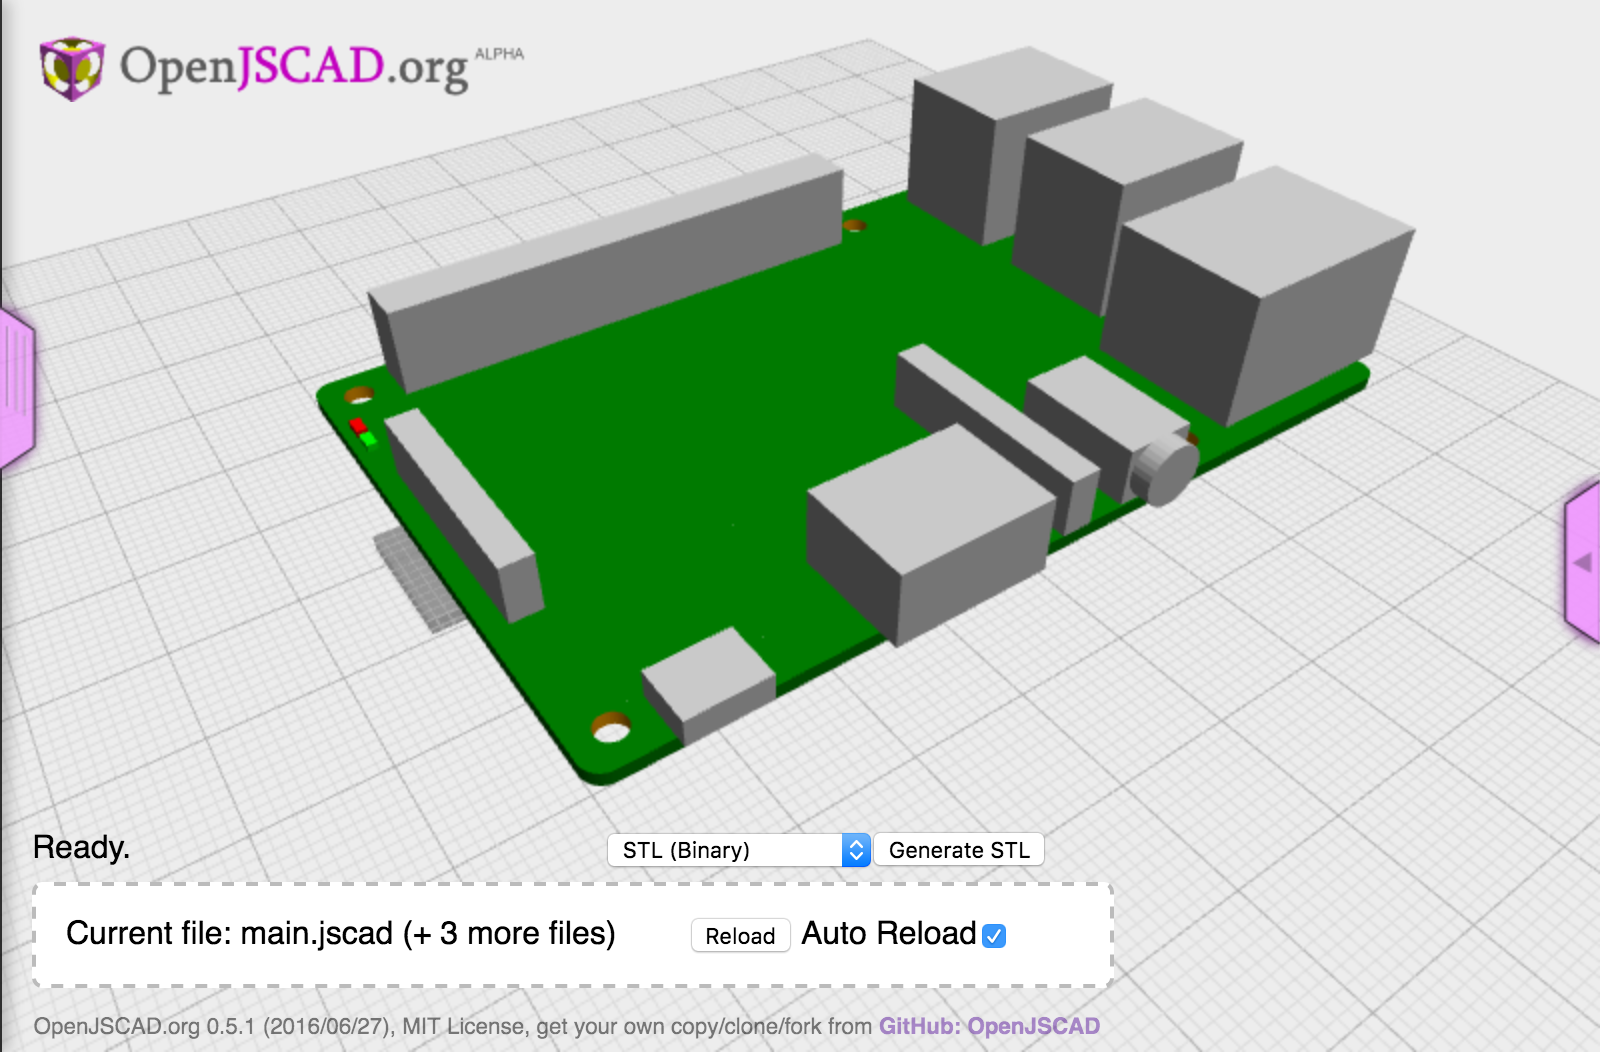 OpenJSCAD.org ALPHA
Ready.
STL (Binary)
Generate STL
Current file: main.jscad (+ 3 more files)
Reload
Auto Reload
OpenJSCAD.org 0.5.1 (2016/06/27), MIT License, get your own copy/clone/fork from GitHub: OpenJSCAD